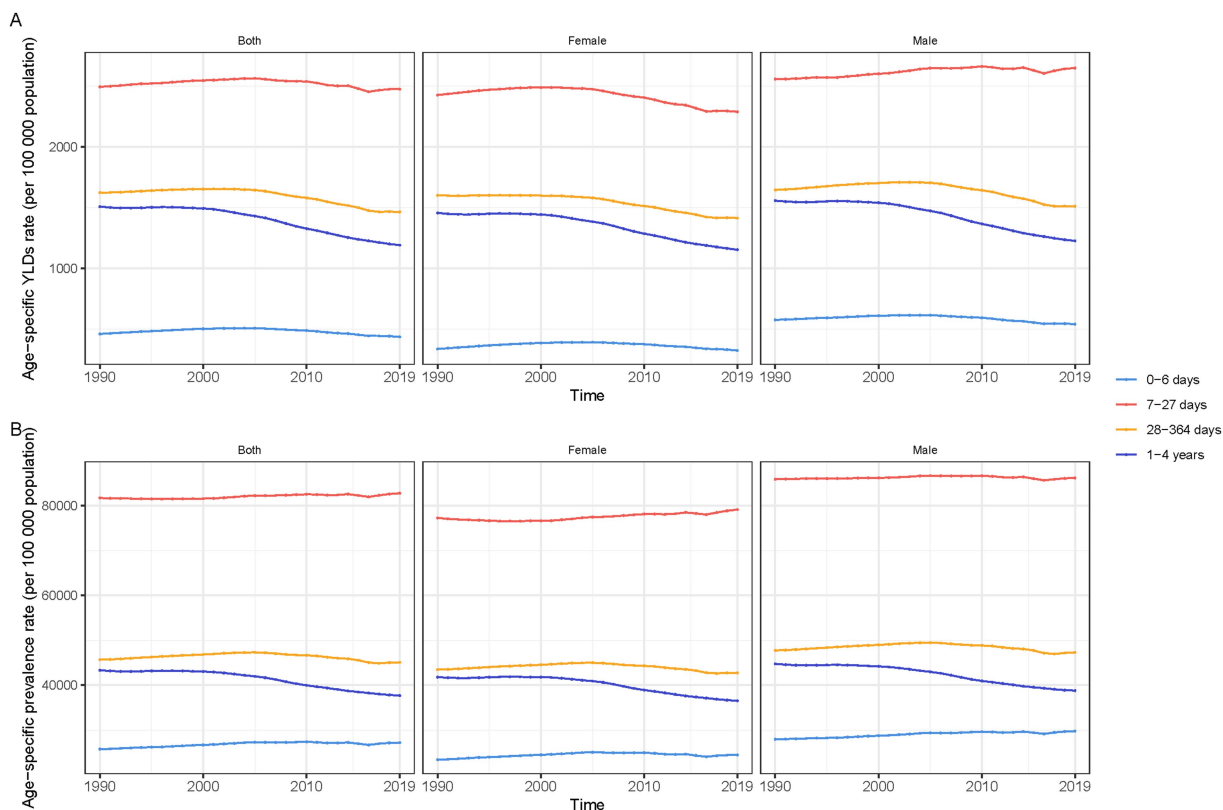 A
Both
Female
Male
Age−specific YLDs rate (per 100 000 population)
2000
1000
1990
2000
2010
2019
1990
2000
2010
2019
1990
2000
2010
2019
Time
0−6 days
7−27 days
28−364 days
1−4 years
B
Both
Female
Male
Age−specific prevalence rate (per 100 000 population)
80000
60000
40000
1990
2000
2010
2019
1990
2000
2010
2019
1990
2000
2010
2019
Time